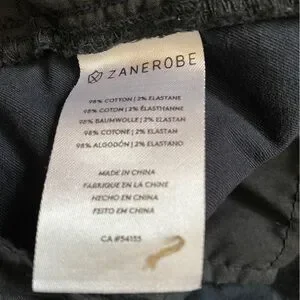 ZANEROBE
98% COTTON | 2% ELASTANE
98% COTON | 2% ÉLASTHANNE
98% BAUMWOLLE | 2% ELASTAN
98% COTONE | 2% ELASTAN
98% ALGODÓN | 2% ELASTANO
MADE IN CHINA
FABRIQUE EN LA CHINE
HECHO EN CHINA
FEITO EM CHINA
CA #54155